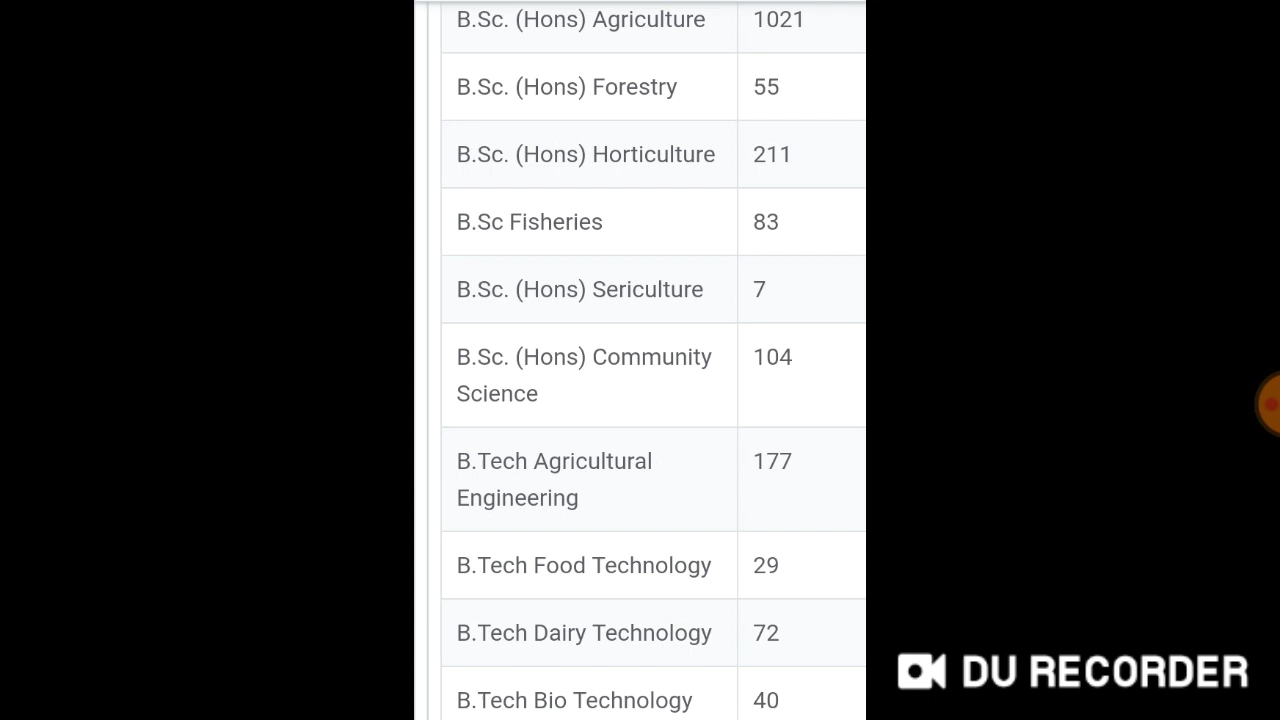 B.Sc. (Hons) Agriculture 1021
B.Sc. (Hons) Forestry 55
B.Sc. (Hons) Horticulture 211
B.Sc Fisheries 83
B.Sc. (Hons) Sericulture 7
B.Sc. (Hons) Community 104
Science
B.Tech Agricultural 177
Engineering
B.Tech Food Technology 29
B.Tech Dairy Technology 72
B.Tech Bio Technology 40
DU RECORDER